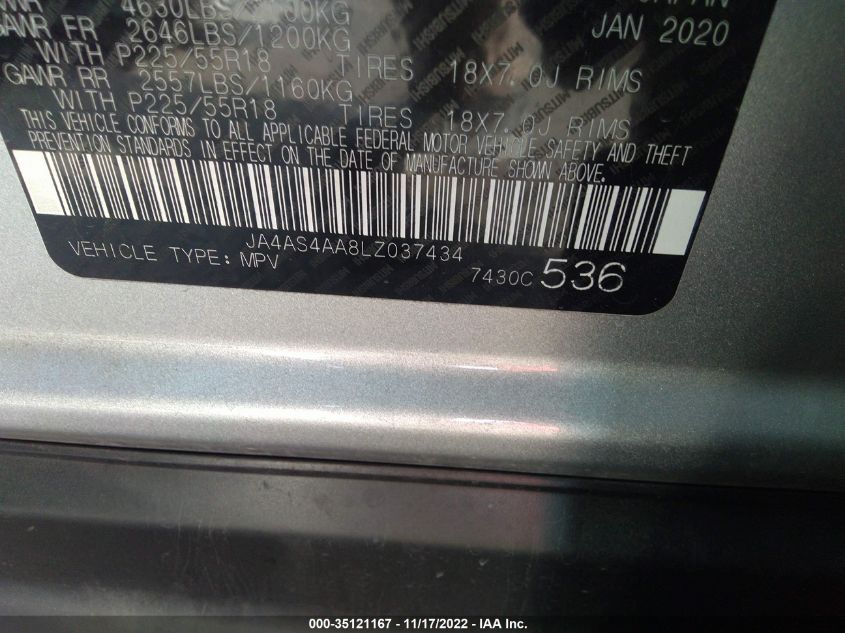 4630LBS
JAPAN
GAWR FR 2646LBS/1200KG JAN 2020
WITH P225/55R18 TIRES 18X7.0J RIMS
GAWR RR 2557LBS/1160KG
WITH P225/55R18 TIRES 18X7.0J RIMS
THIS VEHICLE CONFORMS TO ALL APPLICABLE FEDERAL MOTOR VEHICLE SAFETY AND THEFT
PREVENTION STANDARDS IN EFFECT ON THE DATE OF MANUFACTURE SHOWN ABOVE.
JA4AS4AA8LZ037434
VEHICLE TYPE: MPV
7430C 536
000-35121167 - 11/17/2022 - IAA Inc.